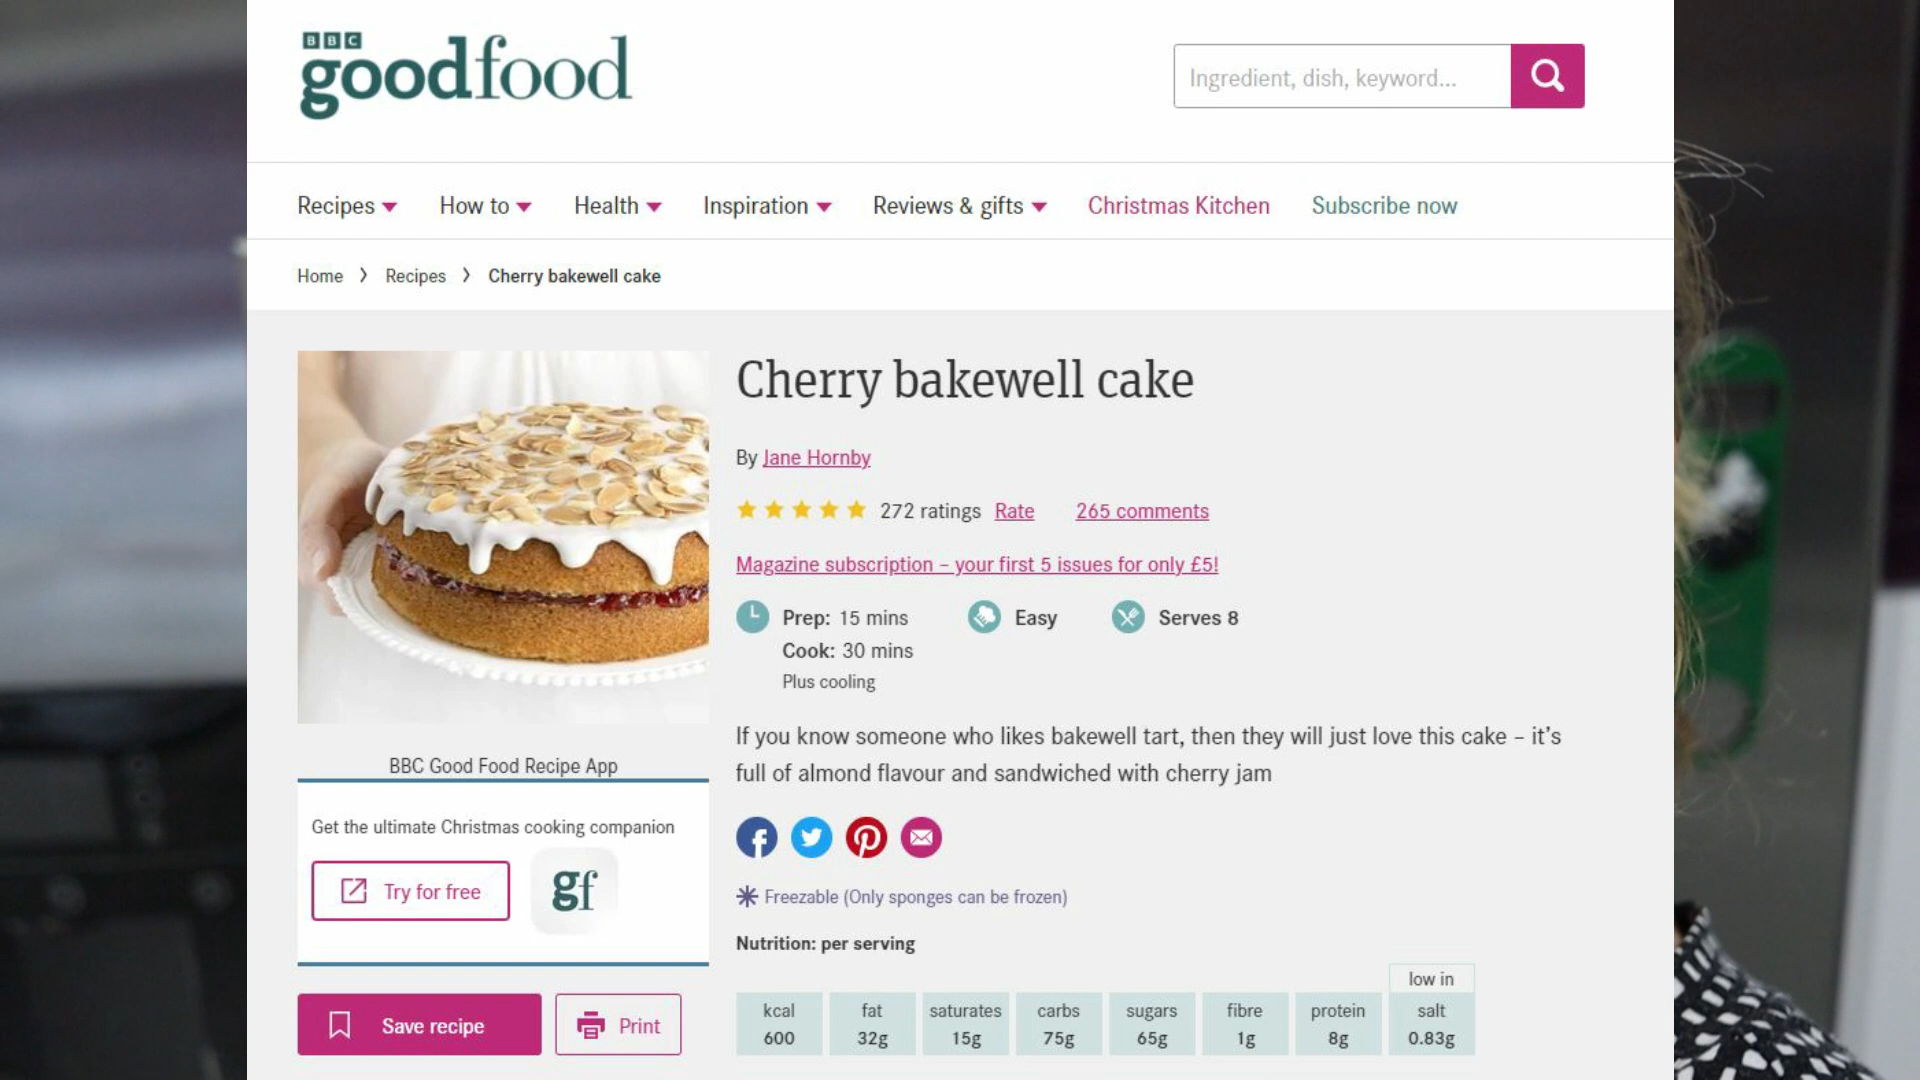 BBC
goodfood
Ingredient, dish, keyword...
Recipes How to Health Inspiration Reviews & gifts Christmas Kitchen Subscribe now
Home > Recipes > Cherry bakewell cake
Cherry bakewell cake
By Jane Hornby
272 ratings Rate 265 comments
Magazine subscription – your first 5 issues for only £5!
Prep: 15 mins Easy Serves 8
Cook: 30 mins
Plus cooling
If you know someone who likes bakewell tart, then they will just love this cake – it's
full of almond flavour and sandwiched with cherry jam
BBC Good Food Recipe App
Get the ultimate Christmas cooking companion
Try for free gf
Save recipe Print
Freezable (Only sponges can be frozen)
Nutrition: per serving
low in
kcal fat saturates carbs sugars fibre protein salt
600 32g 15g 75g 65g 1g 8g 0.83g